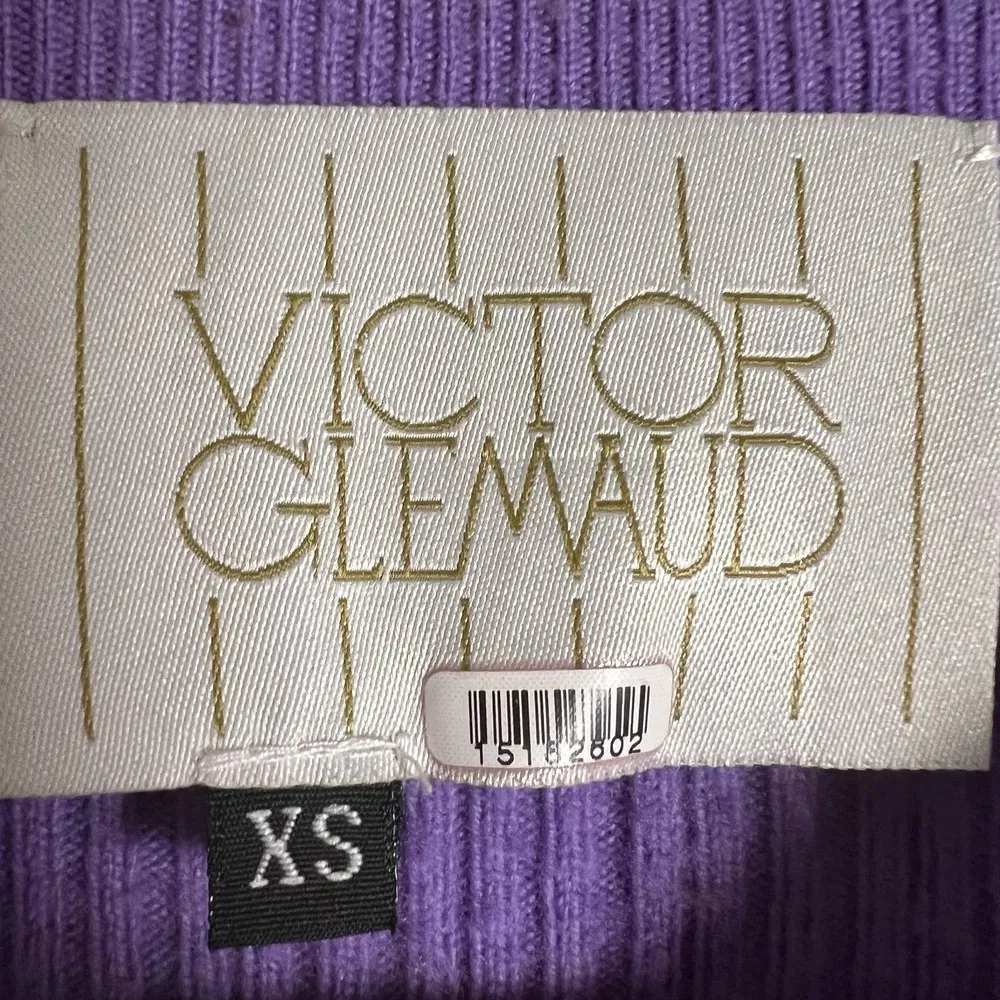 VICTOR
GLEMAUD
15182802
XS